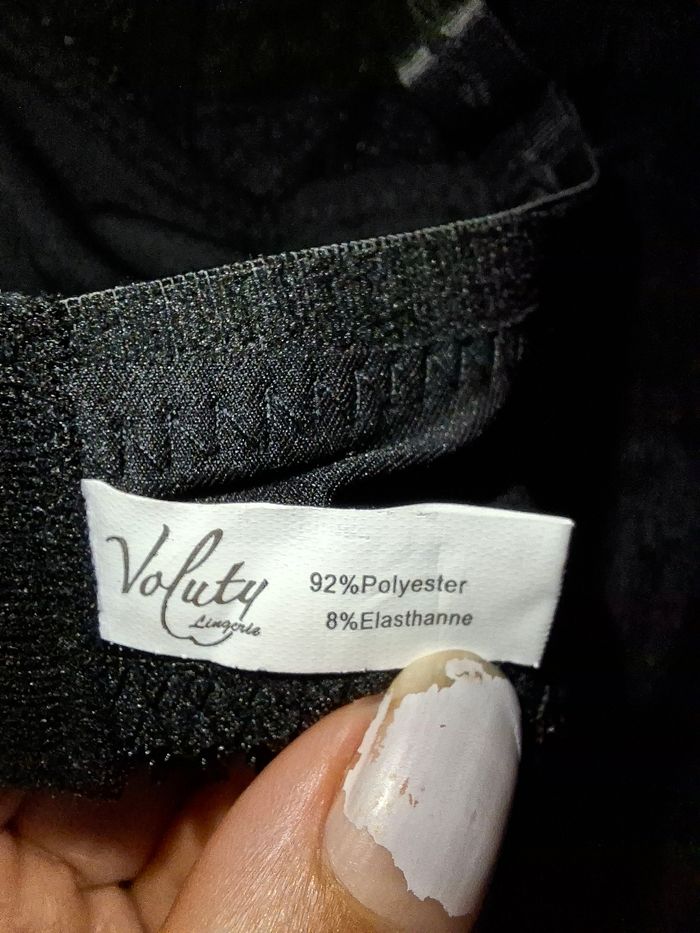 Voluty
Lingerie
92%Polyester
8%Elasthanne